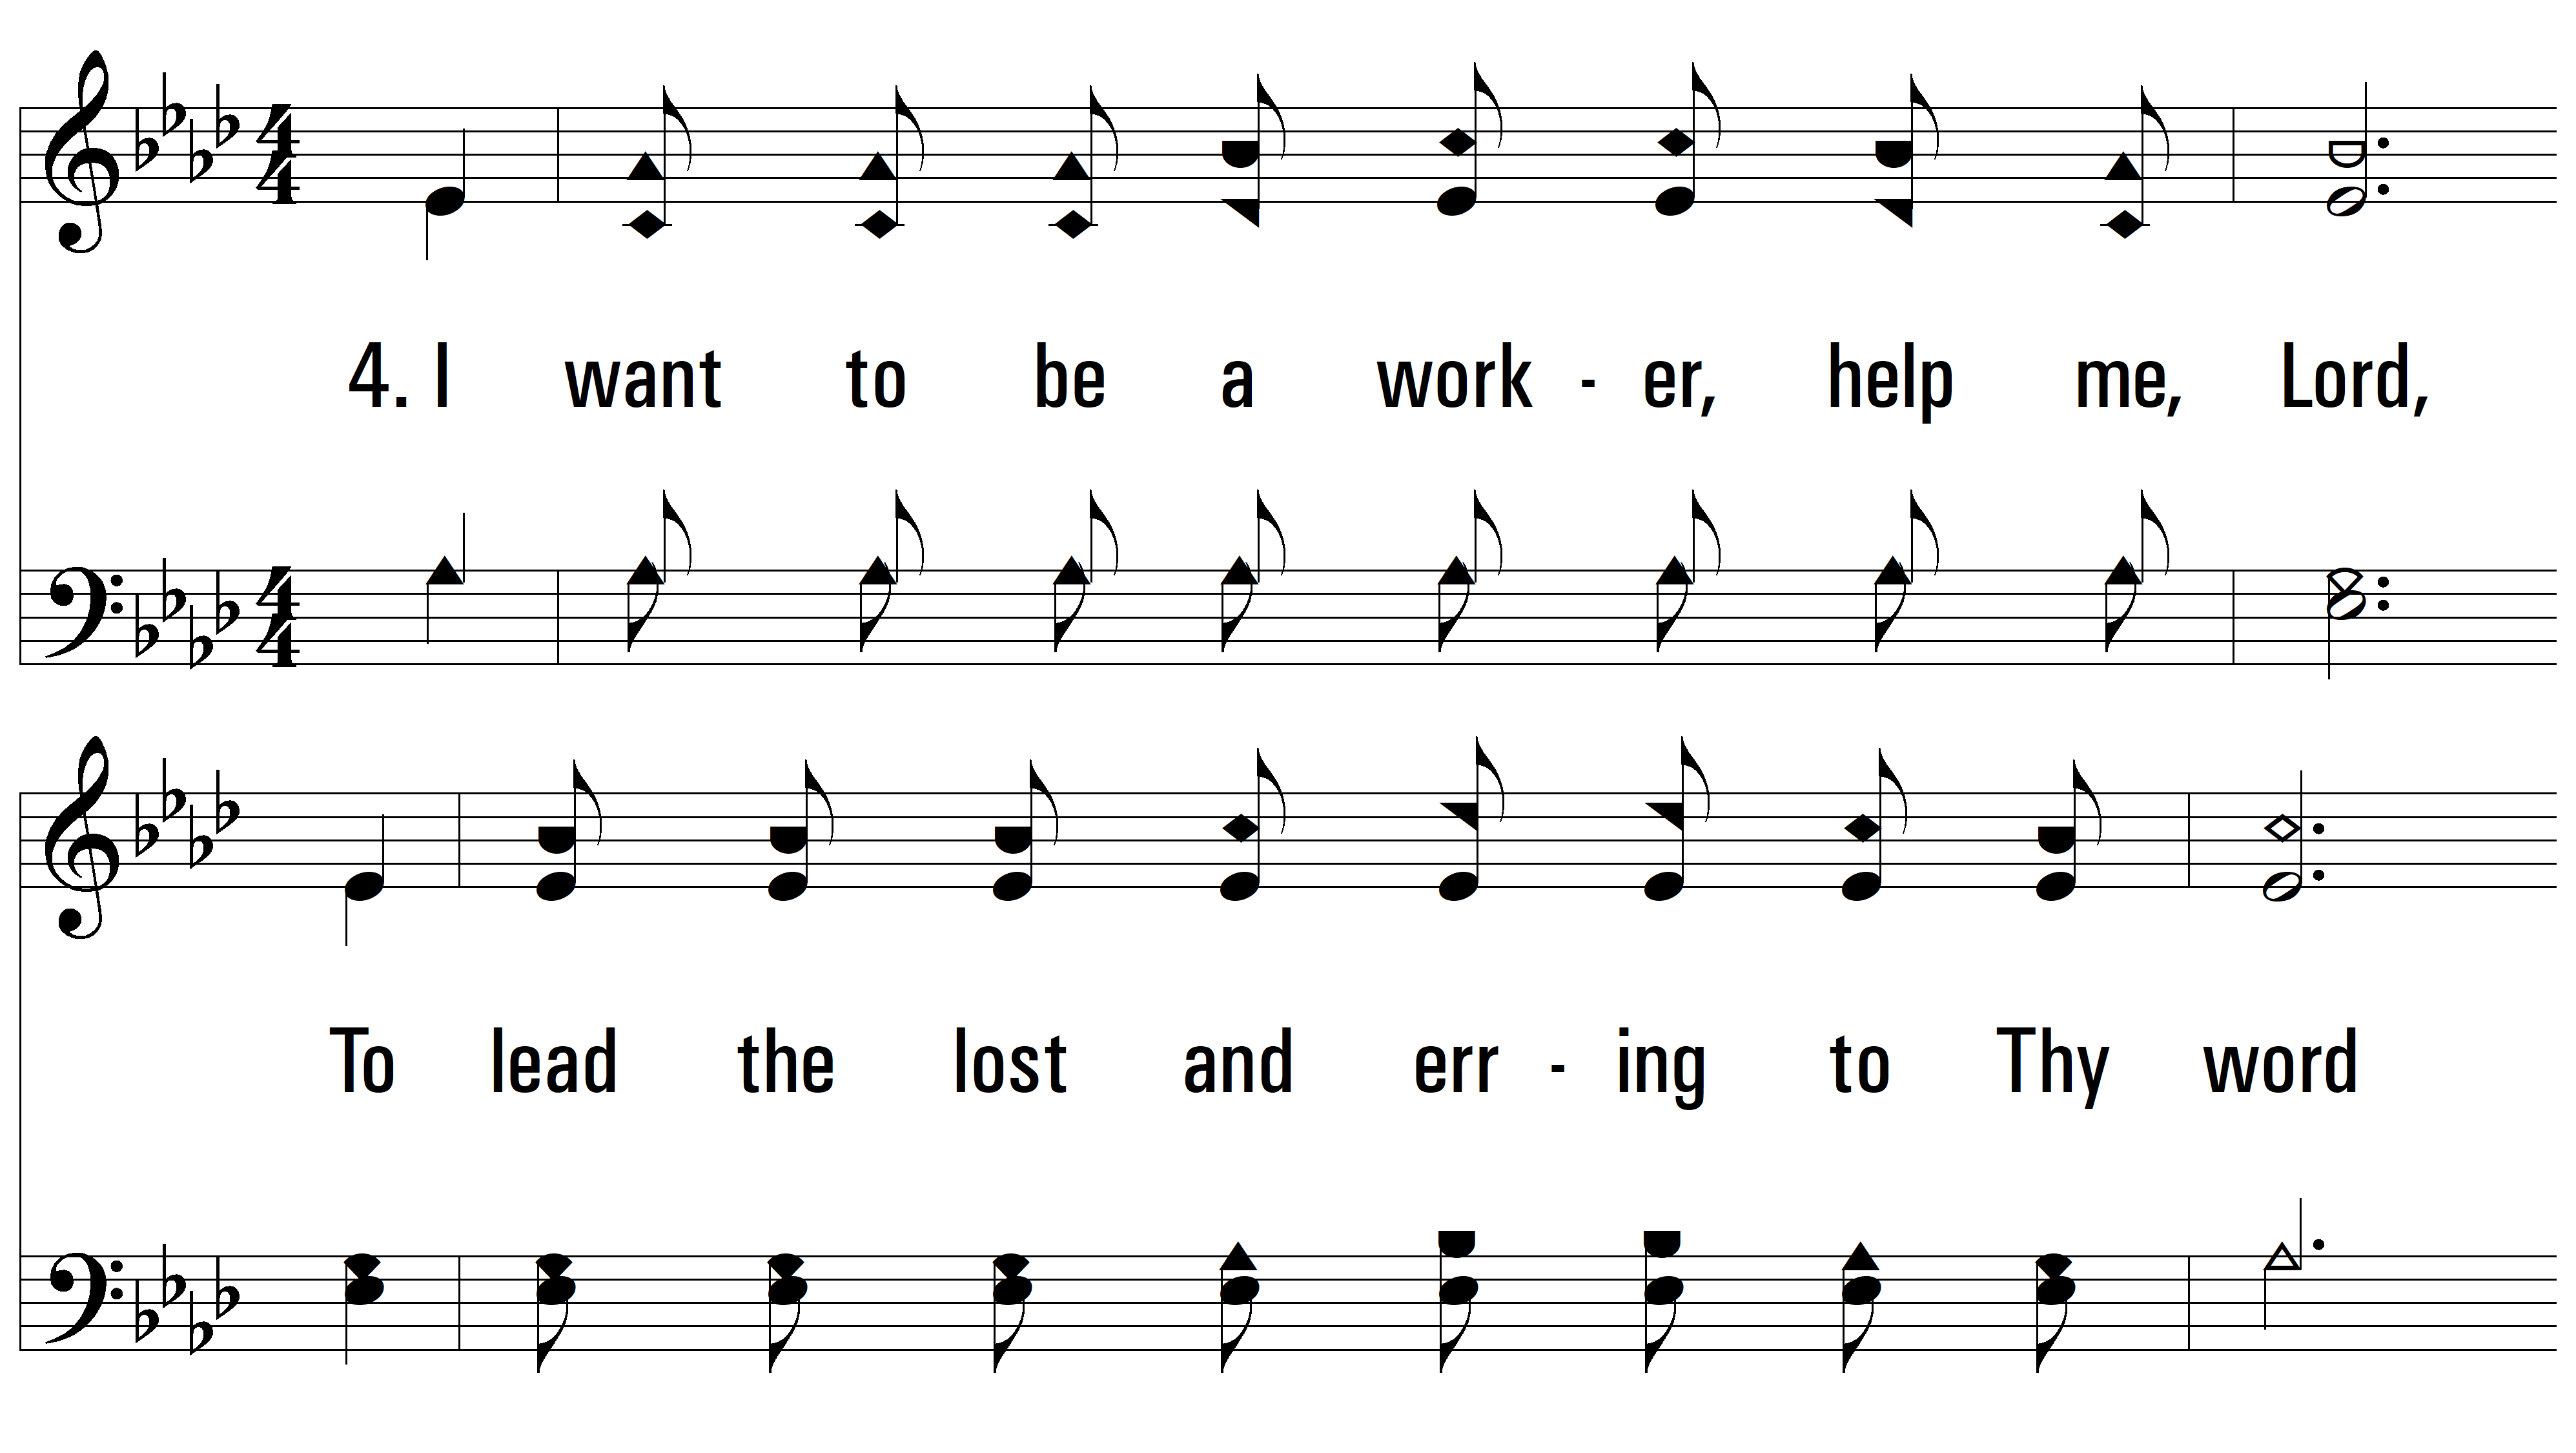 4. I want to be a work - er, help me, Lord,
To lead the lost and err - ing to Thy word